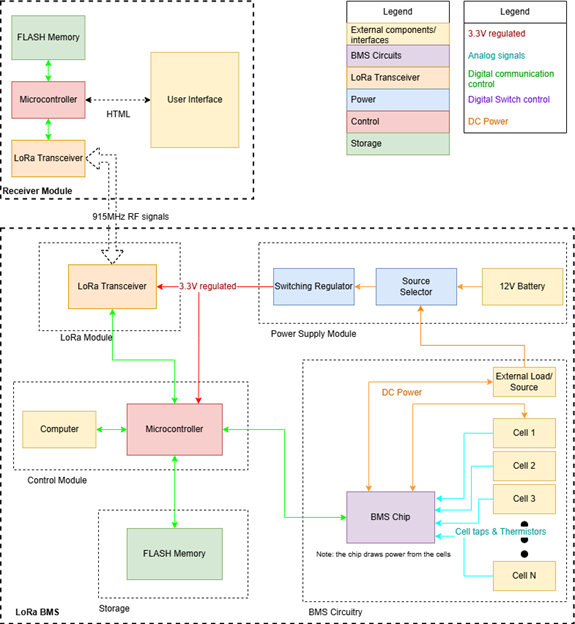 FLASH Memory
Microcontroller
HTML
User Interface
LoRa Transceiver
Receiver Module
915MHz RF signals
Legend
External components/
interfaces
BMS Circuits
LoRa Transceiver
Power
Control
Storage
Legend
3.3V regulated
Analog signals
Digital communication
control
Digital Switch control
DC Power
LoRa Transceiver
LoRa Module
3.3V regulated
Switching Regulator
Source
Selector
12V Battery
Power Supply Module
Computer
Microcontroller
Control Module
FLASH Memory
Storage
LoRa BMS
External Load/
Source
DC Power
Cell 1
Cell 2
Cell 3
BMS Chip
Cell taps & Thermistors
Note: the chip draws power from the cells
Cell N
BMS Circuitry